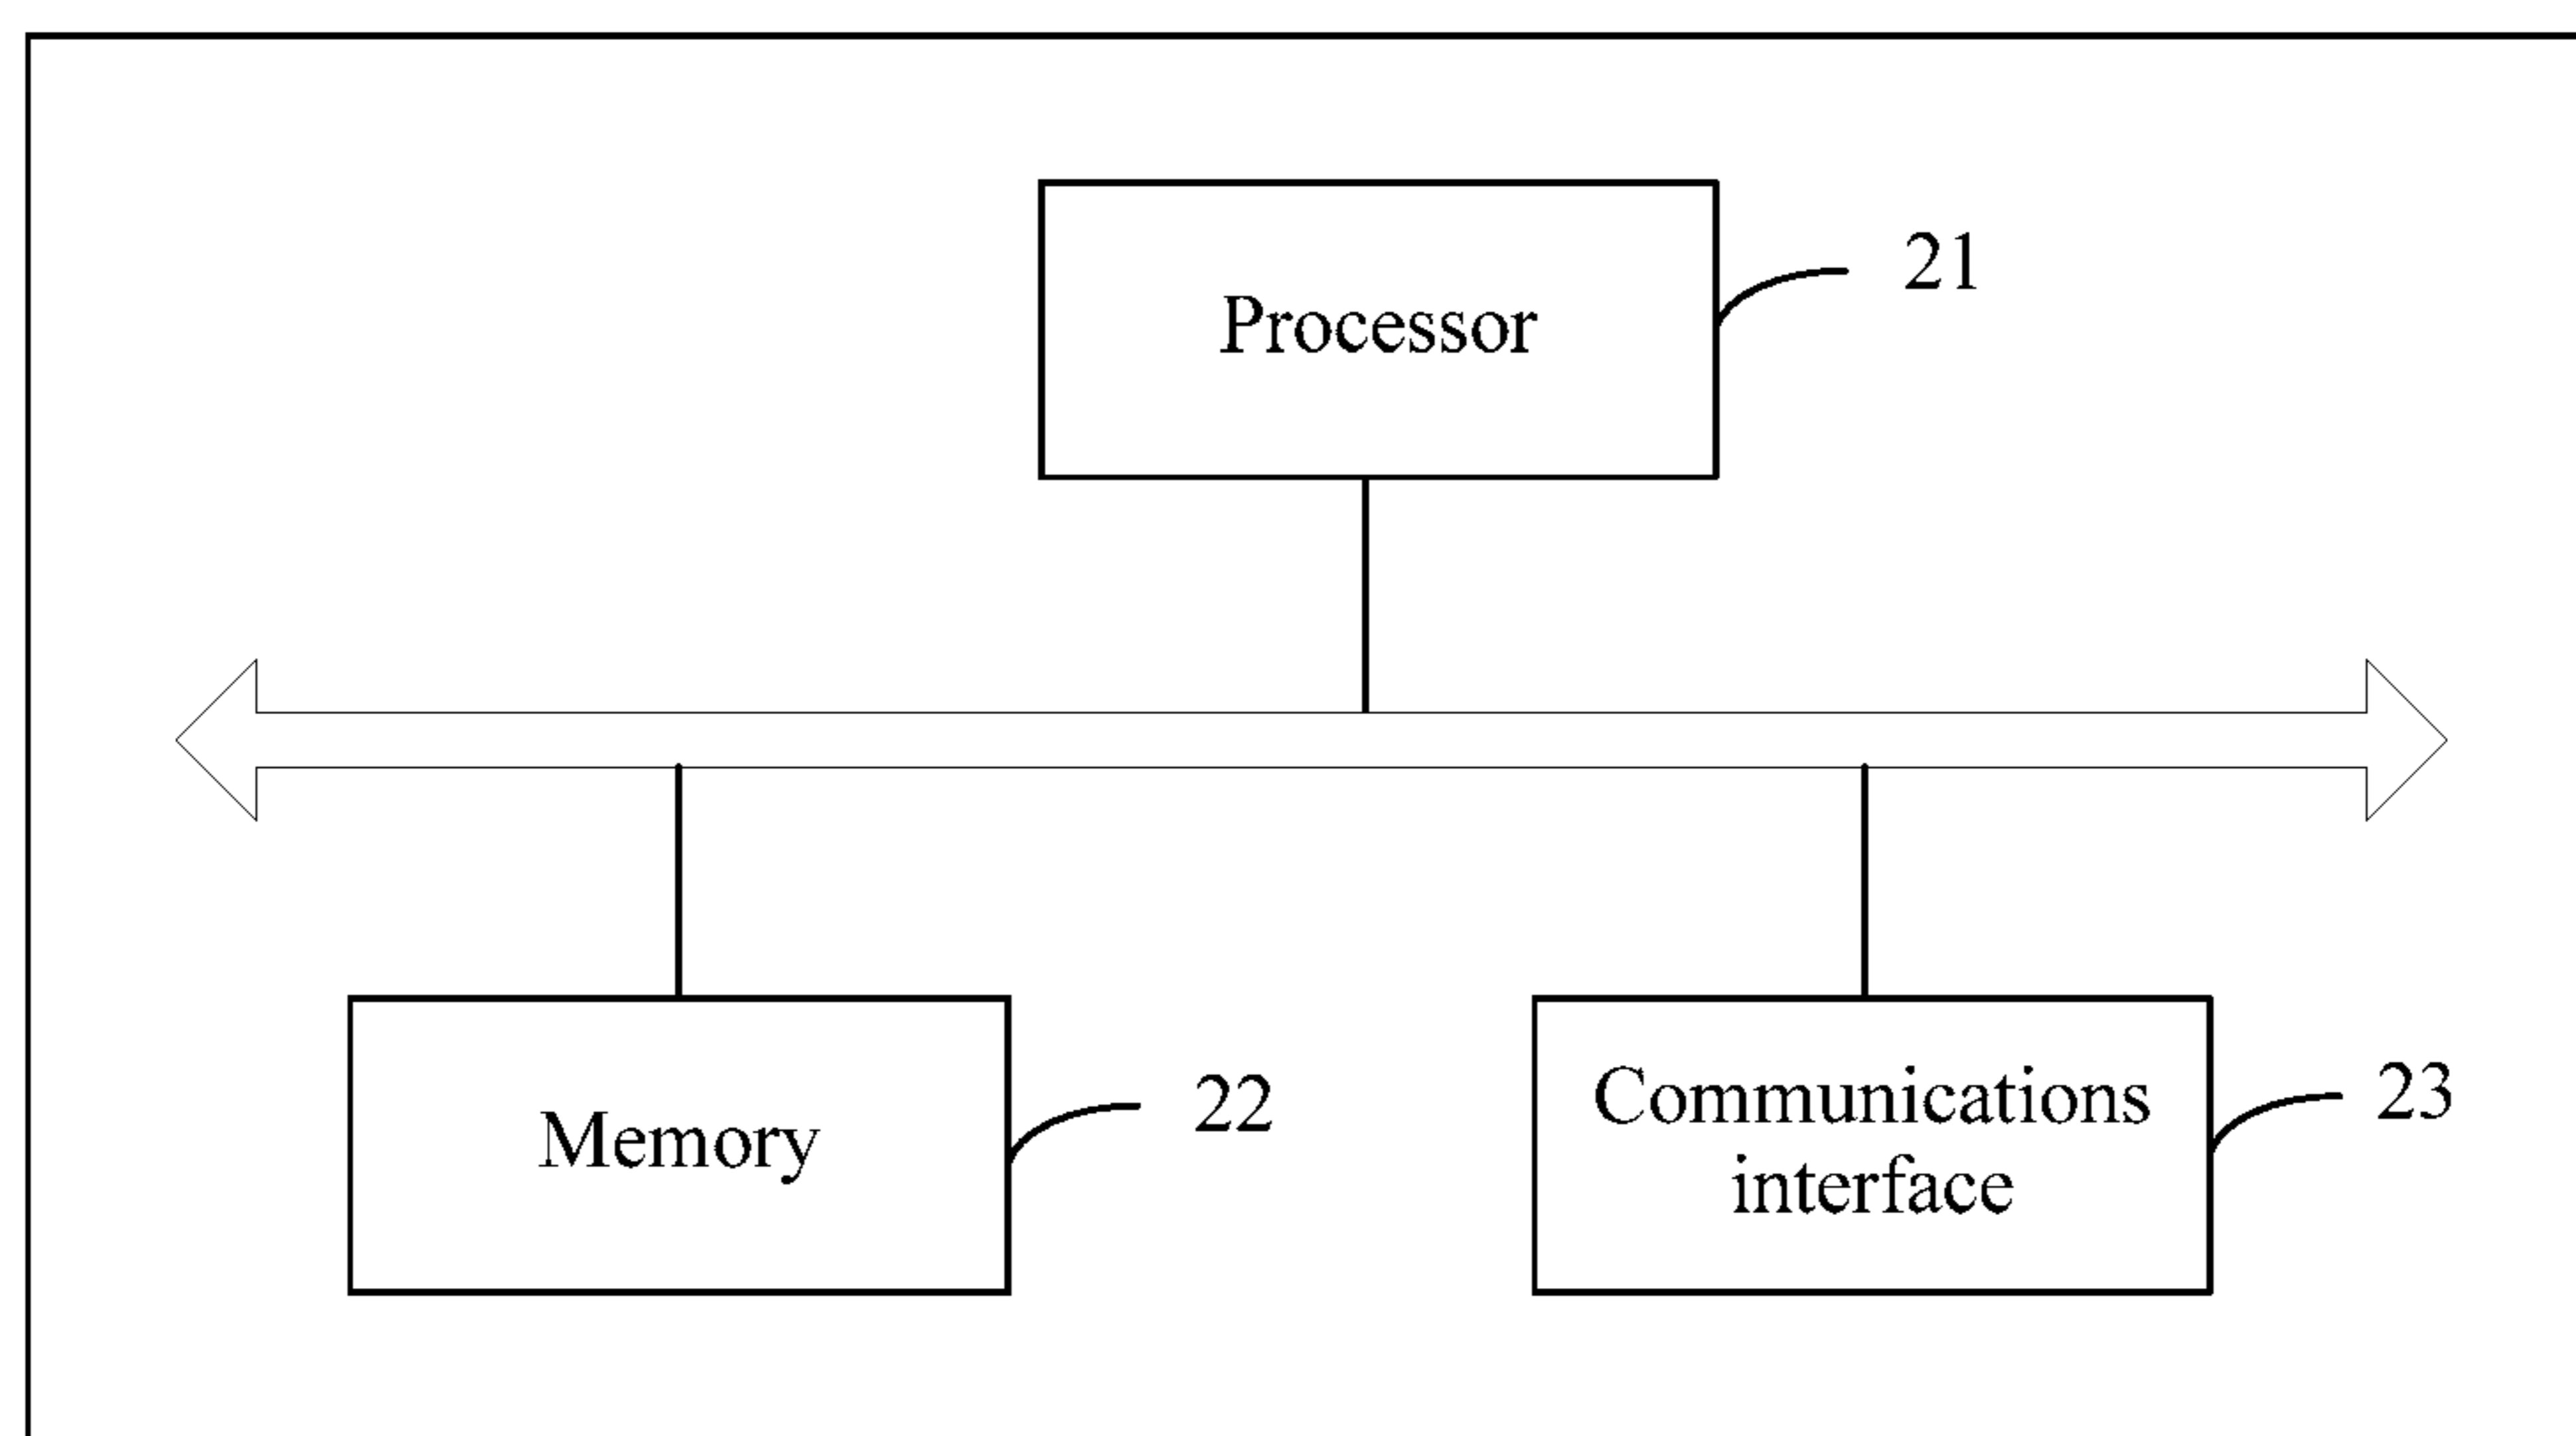 Processor
21
Memory
22
Communications
interface
23